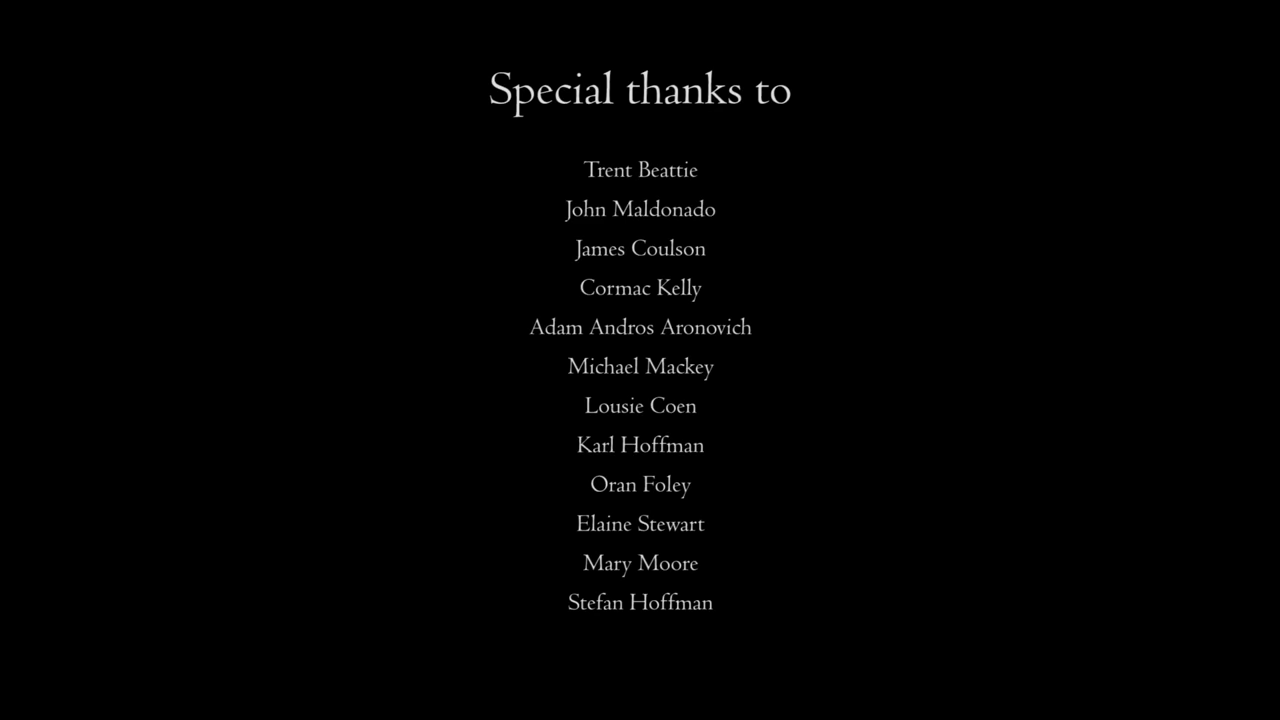 Special thanks to
Trent Beattie
John Maldonado
James Coulson
Cormac Kelly
Adam Andros Aronovich
Michael Mackey
Lousie Coen
Karl Hoffman
Oran Foley
Elaine Stewart
Mary Moore
Stefan Hoffman